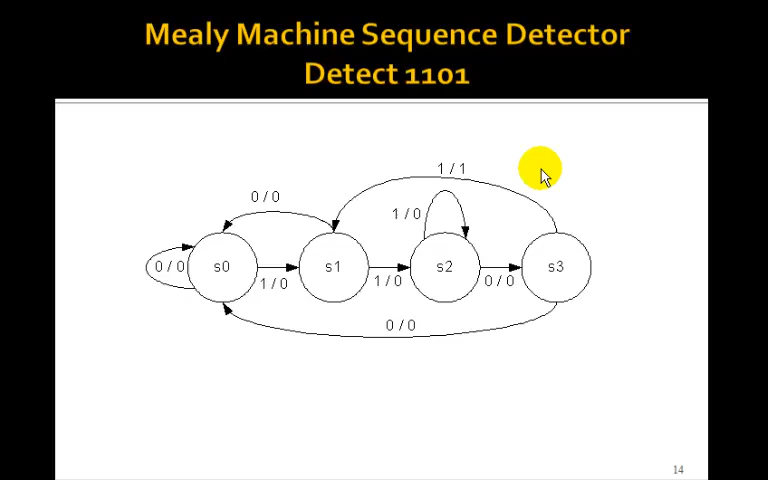 Mealy Machine Sequence Detector
Detect 1101
1 / 1
0 / 0
1 / 0
0 / 0
s0
s1
s2
s3
1 / 0
1 / 0
0 / 0
0 / 0
14